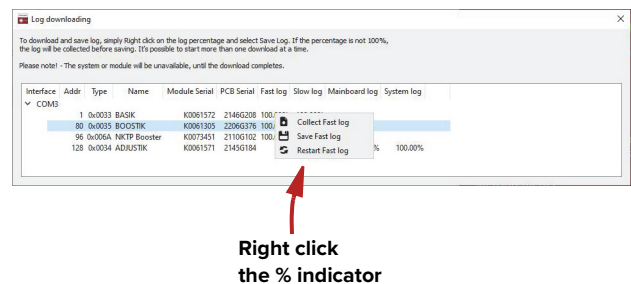 Log downloading
To download and save log, simply Right click on the log percentage and select Save Log. If the percentage is not 100%,
the log will be collected before saving. It's possible to start more than one download at a time.
Please note! - The system or module will be unavailable, until the download completes.
Interface Addr Type Name Module Serial PCB Serial Fast log Slow log Mainboard log System log
COM3
1 0x0033 BASIK K0061572 2146G208
80 0x0035 BOOSTIK K0061305 2206G376 100.
Collect Fast log
96 0x006A NKTP Booster K0073451 2110G102 100.
Save Fast log
128 0x0034 ADJUSTIK K0061571 2145G184 % 100.00%
Restart Fast log
Right click
the % indicator